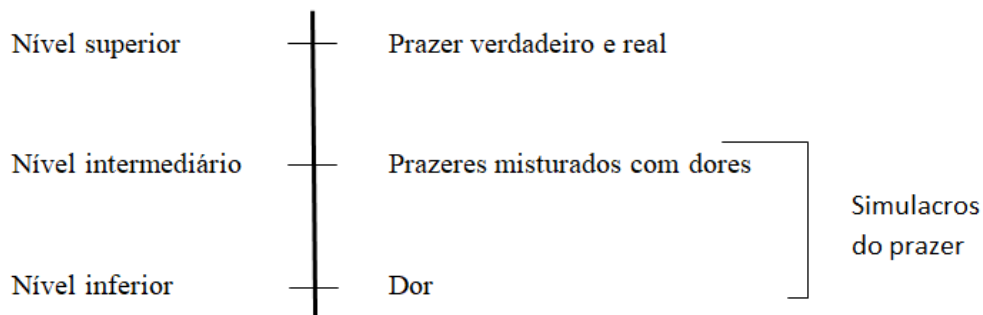 Nível superior
Prazer verdadeiro e real
Nível intermediário
Prazeres misturados com dores
Simulacros
do prazer
Nível inferior
Dor